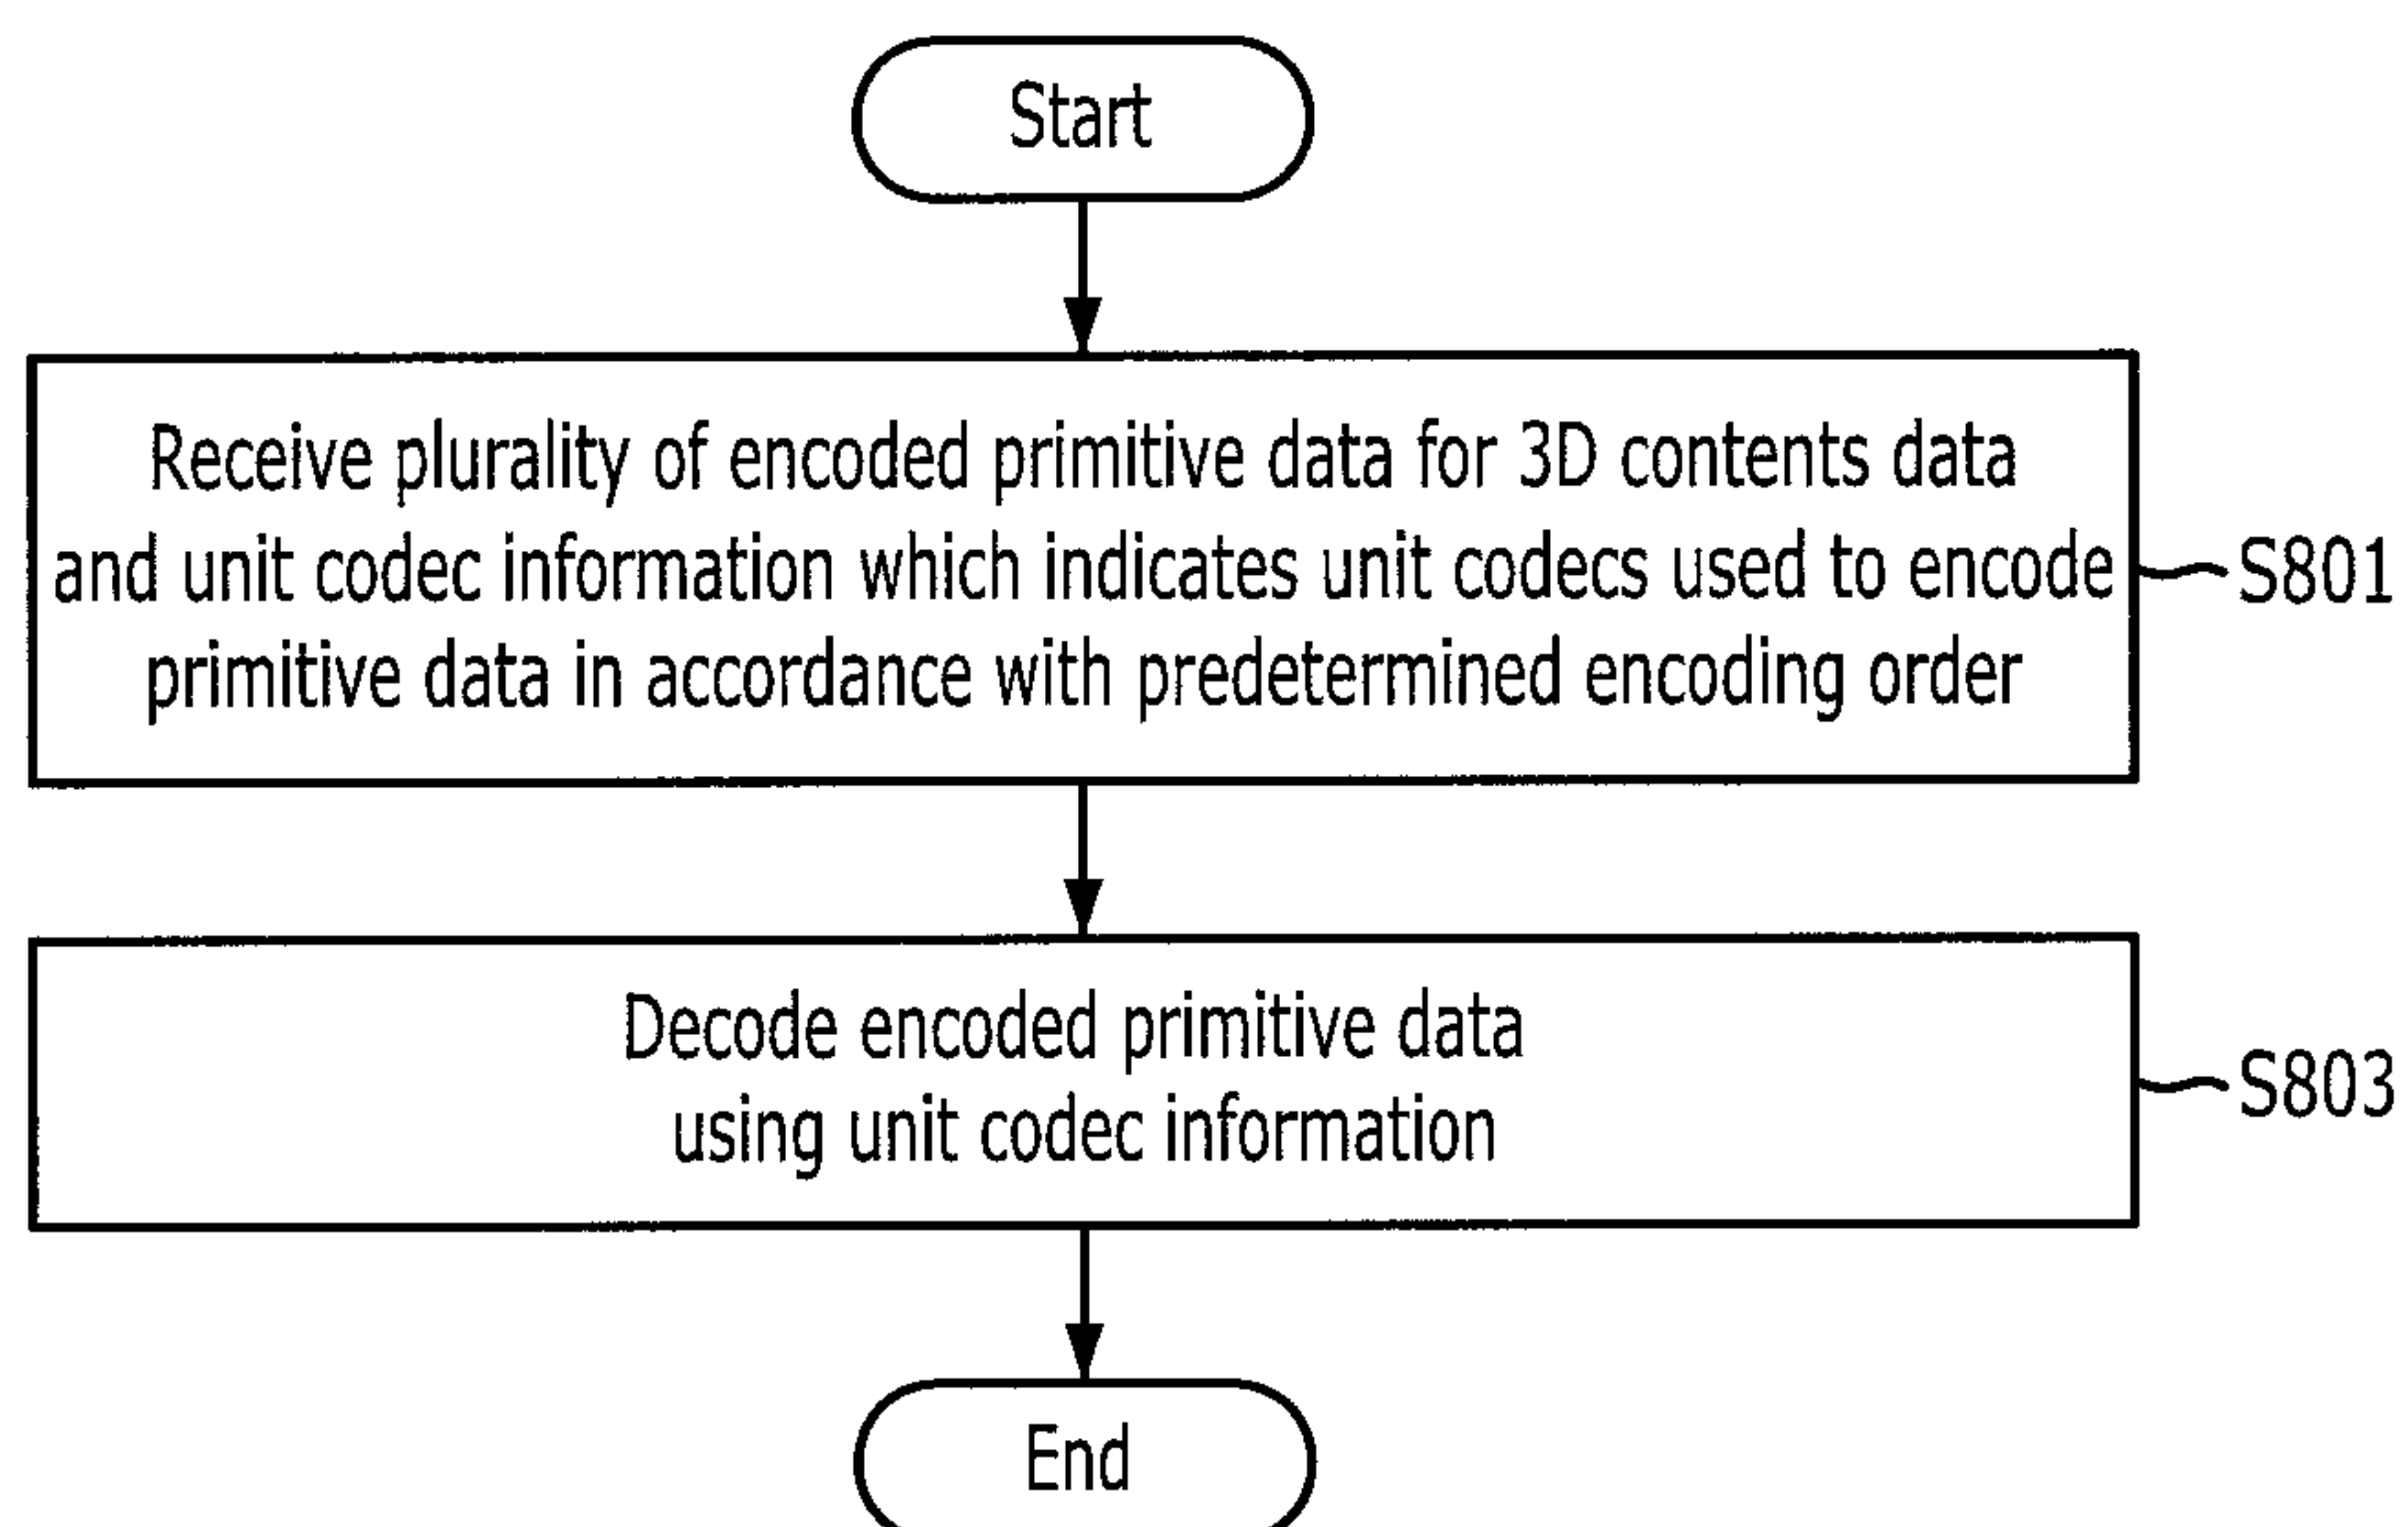 Start
Receive plurality of encoded primitive data for 3D contents data
and unit codec information which indicates unit codecs used to encode
primitive data in accordance with predetermined encoding order
S801
Decode encoded primitive data
using unit codec information
S803
End